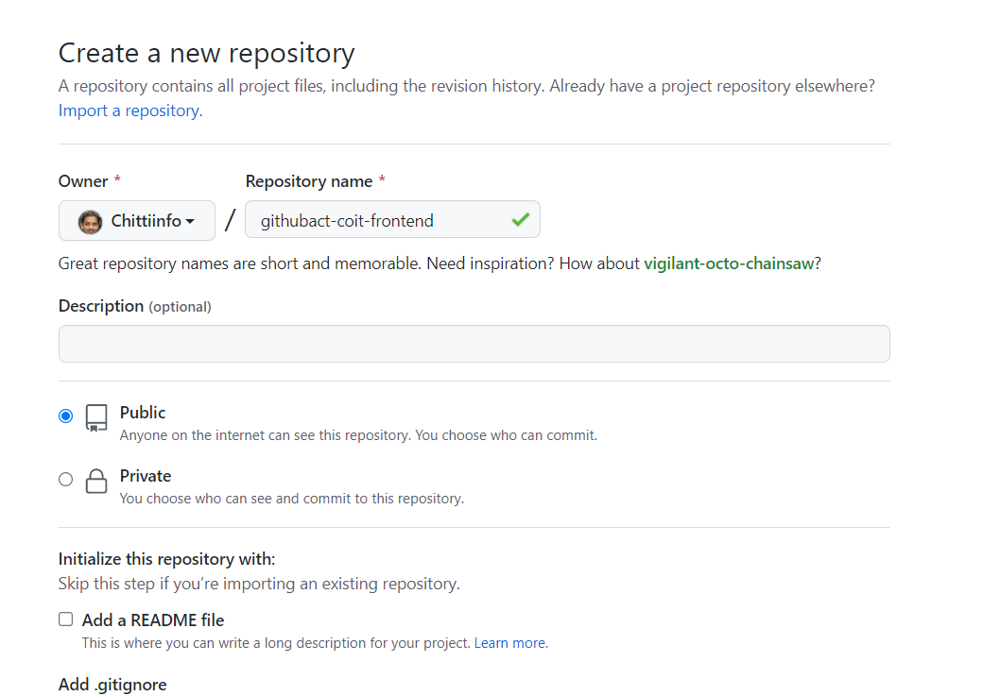 Create a new repository
A repository contains all project files, including the revision history. Already have a project repository elsewhere?
Import a repository.
Owner *
Repository name *
Chittiinfo
/
githubact-coit-frontend
Great repository names are short and memorable. Need inspiration? How about vigilant-octo-chainsaw?
Description (optional)
Public
Anyone on the internet can see this repository. You choose who can commit.
Private
You choose who can see and commit to this repository.
Initialize this repository with:
Skip this step if you’re importing an existing repository.
Add a README file
This is where you can write a long description for your project. Learn more.
Add .gitignore